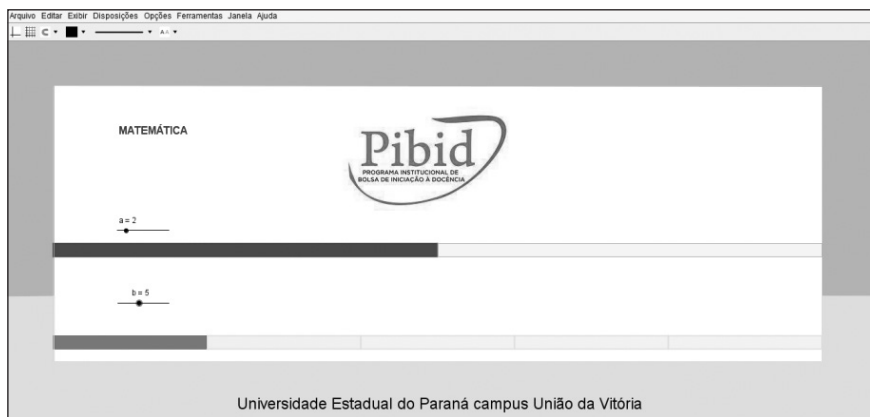 Arquivo Editar Exibir Disposições Opções Ferramentas Janela Ajuda
AA
MATEMÁTICA
Pibid
PROGRAMA INSTITUCIONAL DE
BOLSA DE INICIAÇÃO À DOCÊNCIA
a = 2
b = 5
Universidade Estadual do Paraná campus União da Vitória